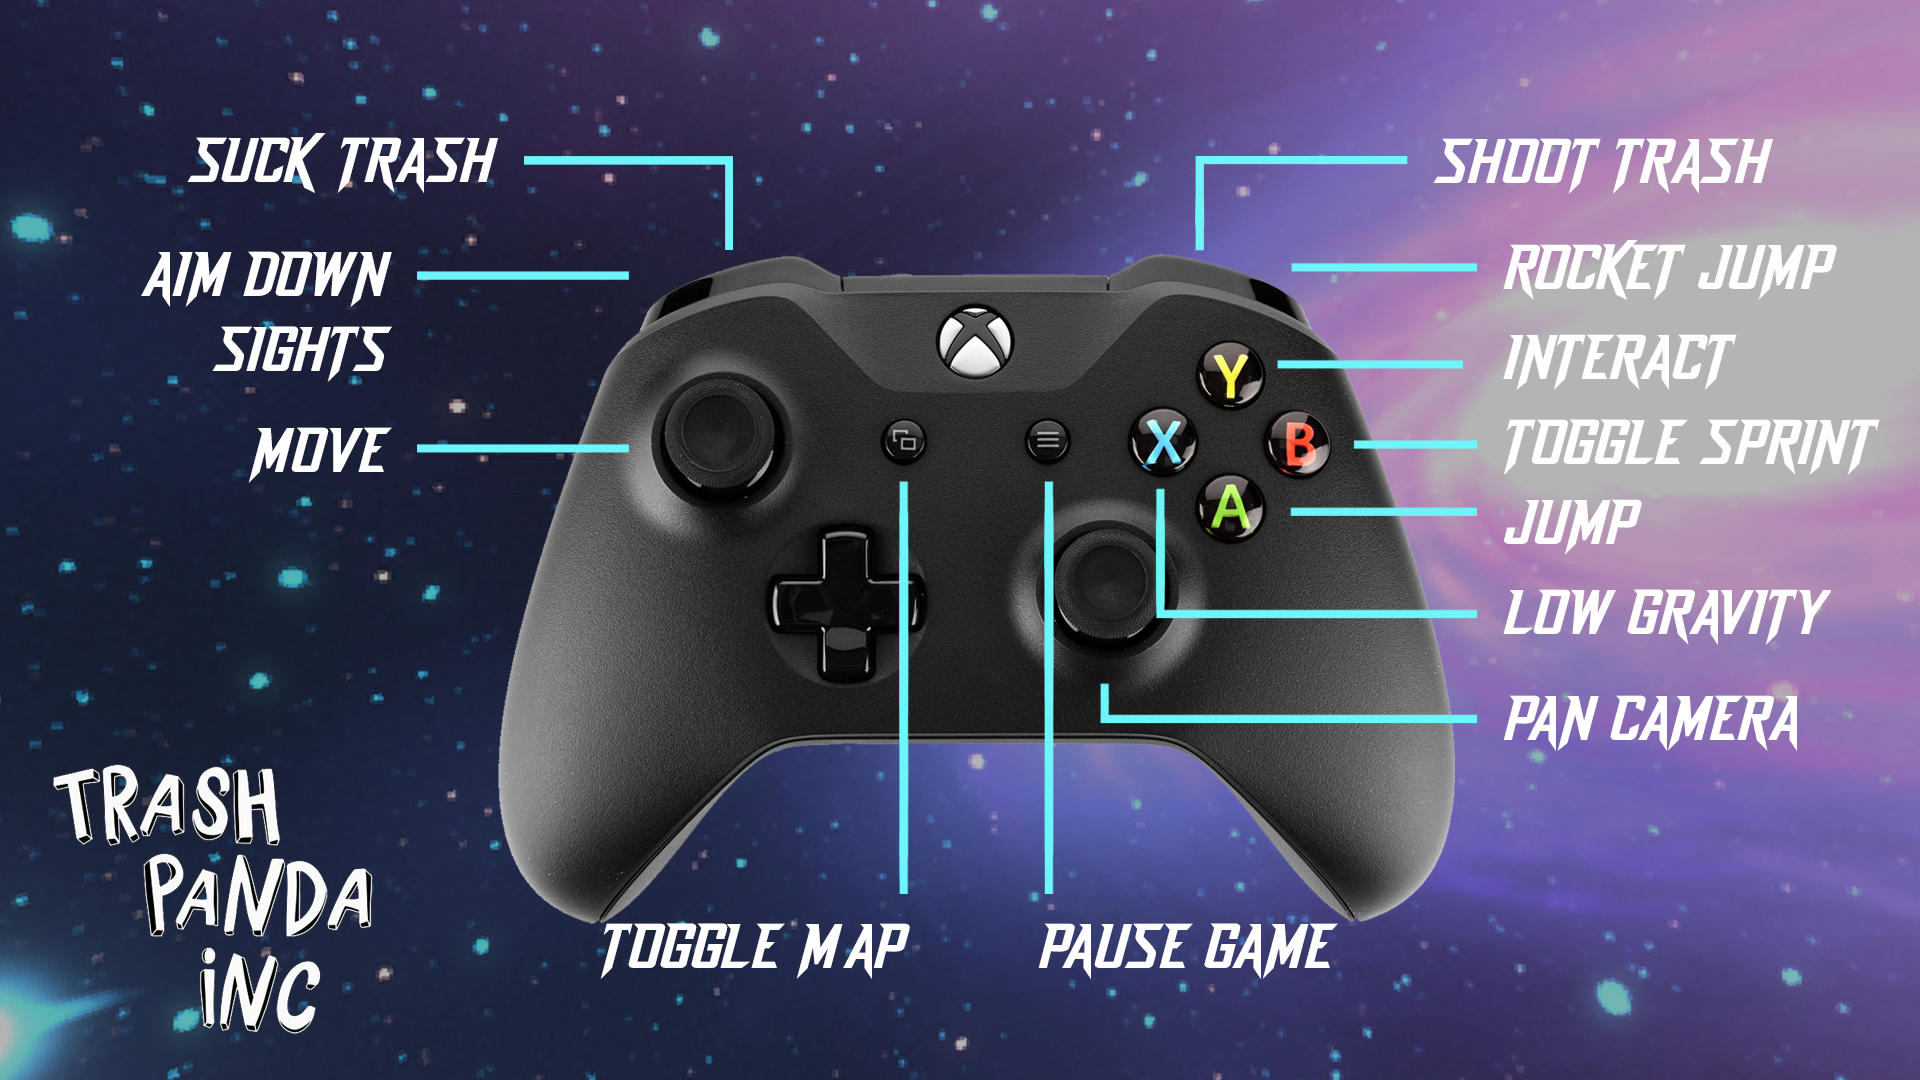 SUCK TRASH
SHOOT TRASH
AIM DOWN
SIGHTS
ROCKET JUMP
INTERACT
MOVE
TOGGLE SPRINT
JUMP
LOW GRAVITY
PAN CAMERA
Y
X
B
A
TRASH
PANDA
iNC
TOGGLE MAP
PAUSE GAME